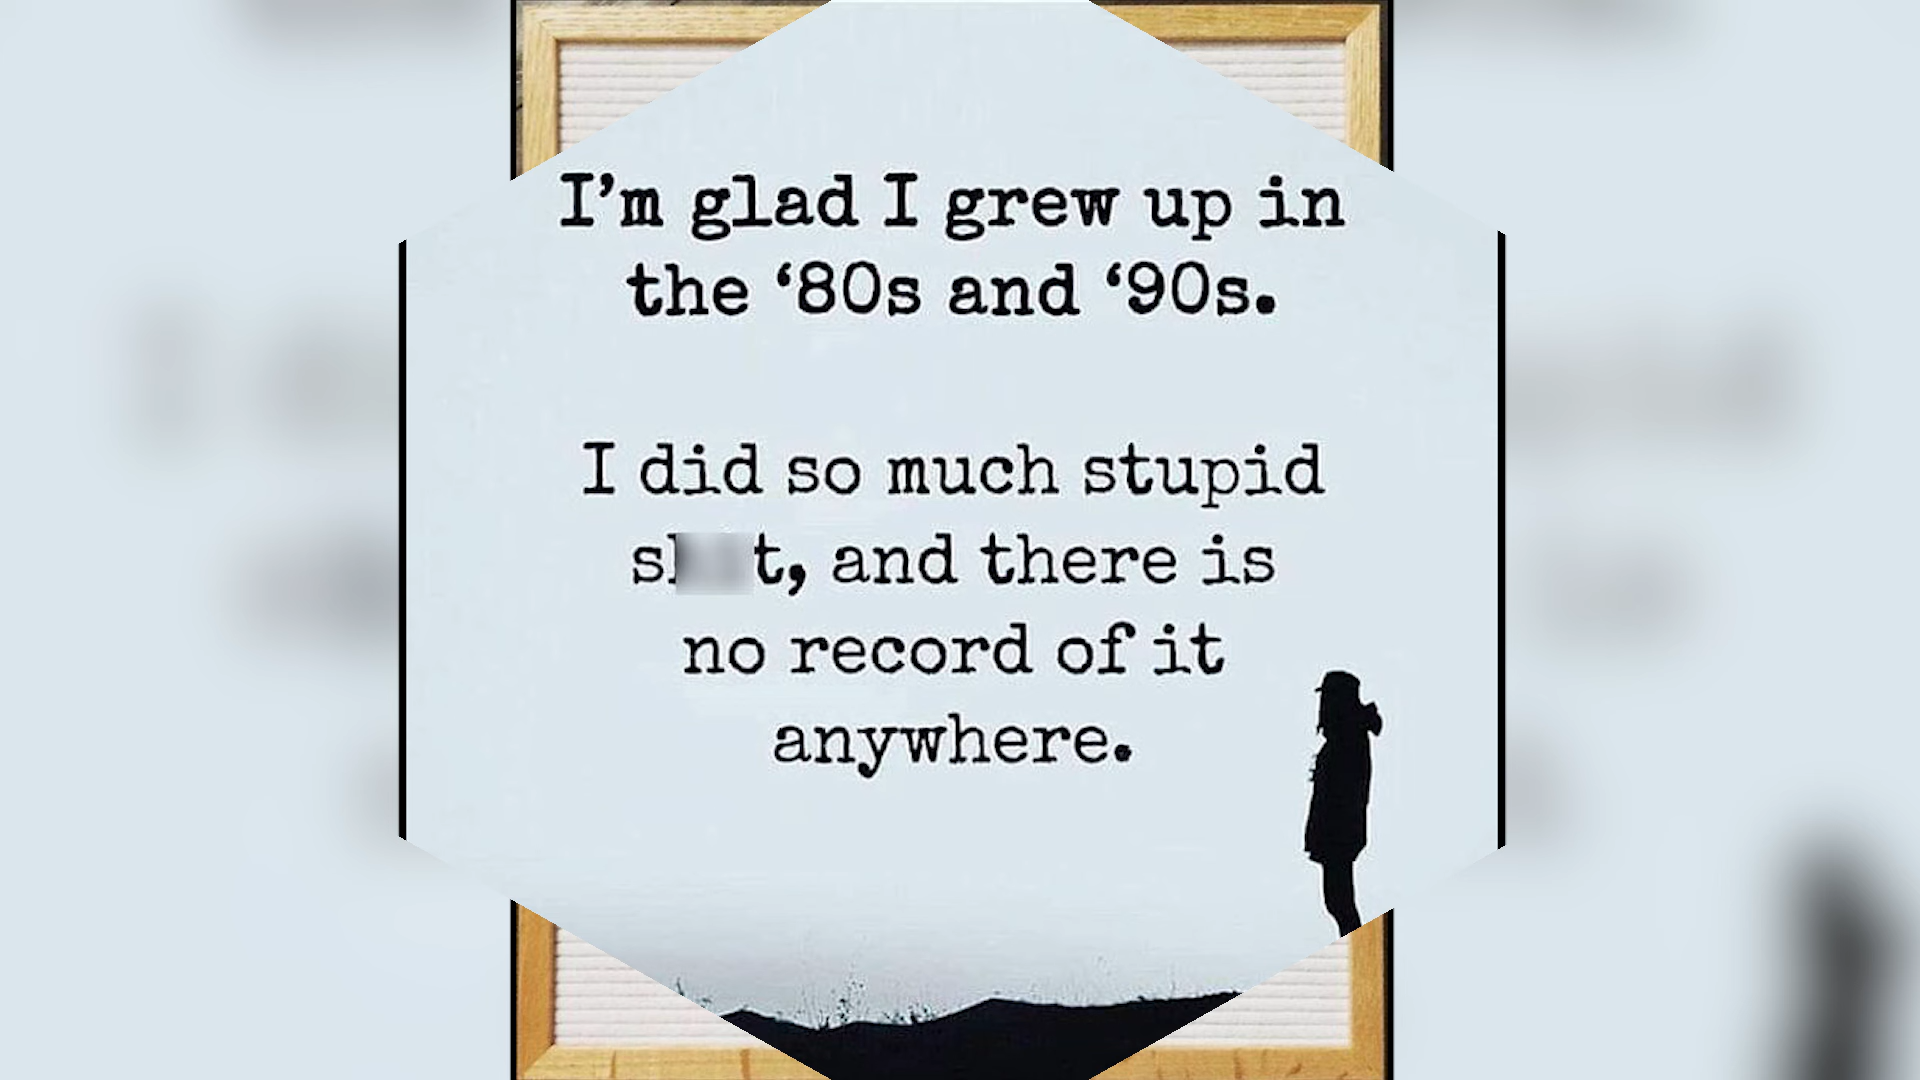 I’m glad I grew up in
the ‘80s and ‘90s.
I did so much stupid
t, and there is
no record of it
anywhere.